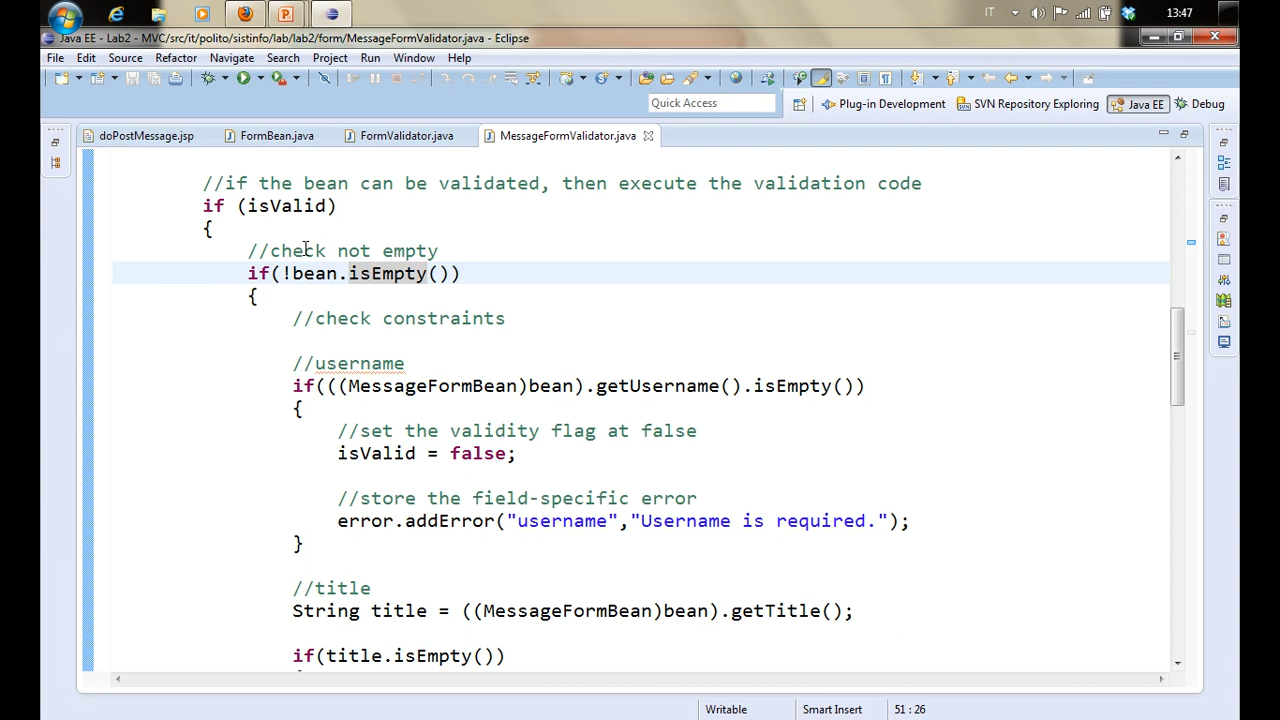 IT
13:47
Java EE - Lab2 - MVC/src/it/polito/sistinfo/lab/lab2/form/MessageFormValidator.java - Eclipse
File Edit Source Refactor Navigate Search Project Run Window Help
Quick Access
Plug-in Development
SVN Repository Exploring
Java EE
Debug
doPostMessage.jsp
FormBean.java
FormValidator.java
MessageFormValidator.java
//if the bean can be validated, then execute the validation code
if (isValid)
{
//check not empty
if(!bean.isEmpty())
{
//check constraints
//username
if(((MessageFormBean)bean).getUsername().isEmpty())
{
//set the validity flag at false
isValid = false;
//store the field-specific error
error.addError("username","Username is required.");
}
//title
String title = ((MessageFormBean)bean).getTitle();
if(title.isEmpty())
Writable
Smart Insert
51 : 26